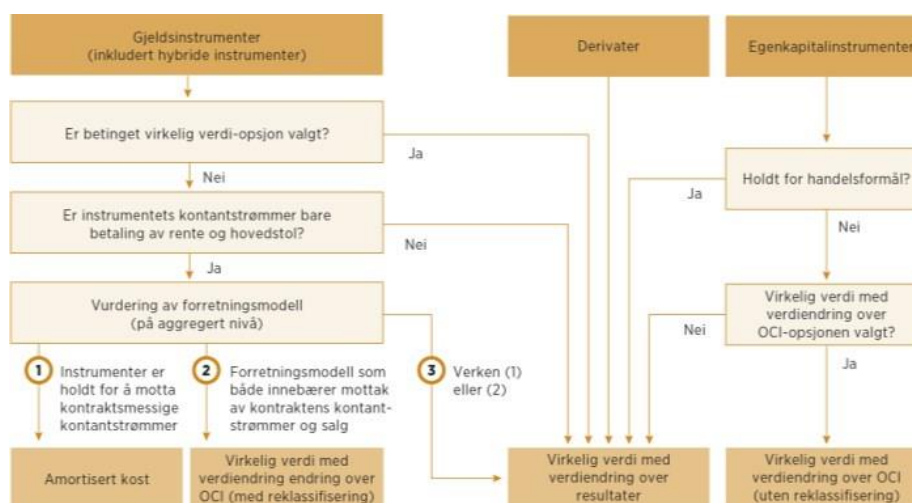 Gjeldsinstrumenter
(inkludert hybride instrumenter)
Derivater
Egenkapitalinstrumenter
Er betinget virkelig verdi-opsjon valgt?
Ja
Nei
Holdt for handelsformål?
Ja
Er instrumentets kontantstrømmer bare
betaling av rente og hovedstol?
Nei
Nei
Ja
Vurdering av forretningsmodell
(på aggregert nivå)
Virkelig verdi med
verdiendring over
OCI-opsjonen valgt?
Nei
Ja
1
Instrumenter er
holdt for å motta
kontraktsmessige
kontantstrømmer
2
Forretningsmodell som
både innebærer mottak
av kontraktens kontant-
strømmer og salg
3
Verken (1)
eller (2)
Amortisert kost
Virkelig verdi med
verdiendring endring over
OCI (med reklassifisering)
Virkelig verdi med
verdiendring over
resultater
Virkelig verdi med
verdiendring over OCI
(uten reklassifisering)